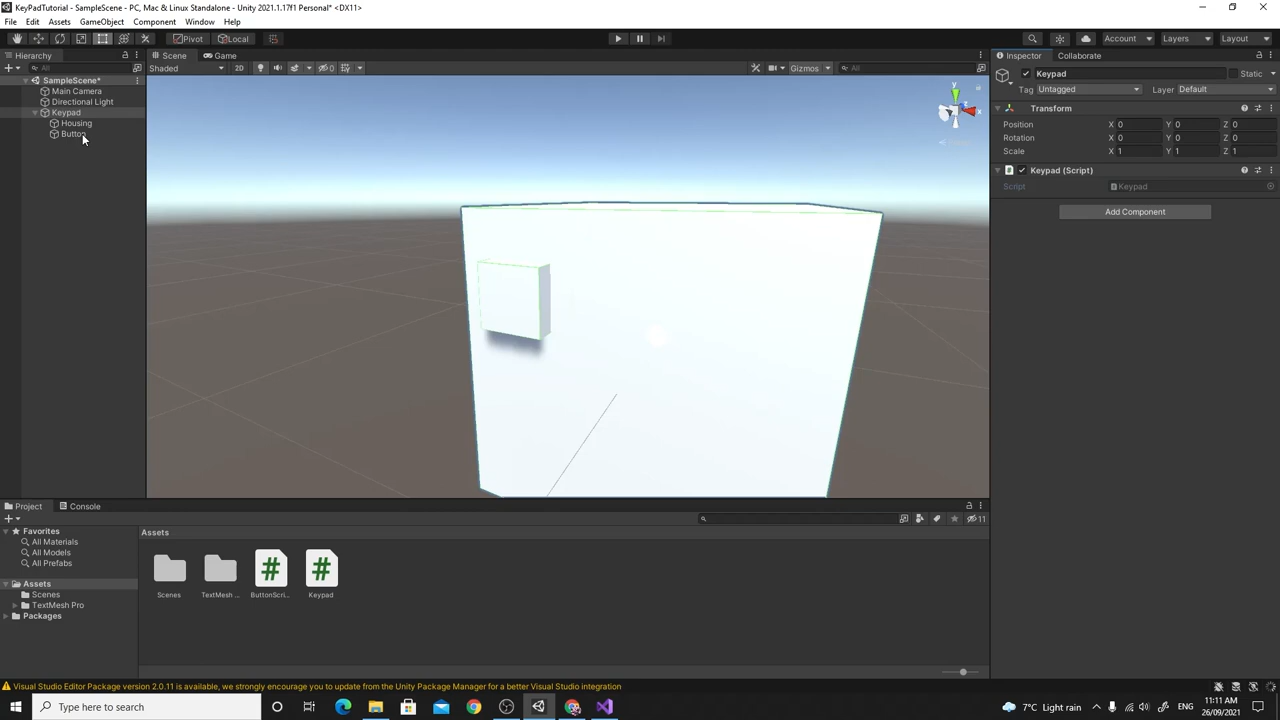 KeyPadTutorial - SampleScene - PC, Mac & Linux Standalone - Unity 2021.1.17f1 Personal* <DX11>
File Edit Assets GameObject Component Window Help
Pivot Local Account Layers Layout
Hierarchy Scene Game Inspector Collaborate
All Shaded 2D 0 Gizmos All Keypad Static
SampleScene* Tag Untagged Layer Default
Main Camera
Directional Light
Keypad
Housing
Button
y
x
Transform
Position X 0 Y 0 Z 0
Rotation X 0 Y 0 Z 0
Scale X 1 Y 1 Z 1
Keypad (Script)
Script Keypad
Add Component
Project Console
11
Favorites
All Materials
All Models
All Prefabs
Assets
Scenes
TextMesh Pro
Packages
Assets
# #
Scenes TextMesh ... ButtonScri... Keypad
Visual Studio Editor Package version 2.0.11 is available, we strongly encourage you to update from the Unity Package Manager for a better Visual Studio integration
Type here to search
7°C Light rain
ENG
11:11 AM
26/09/2021